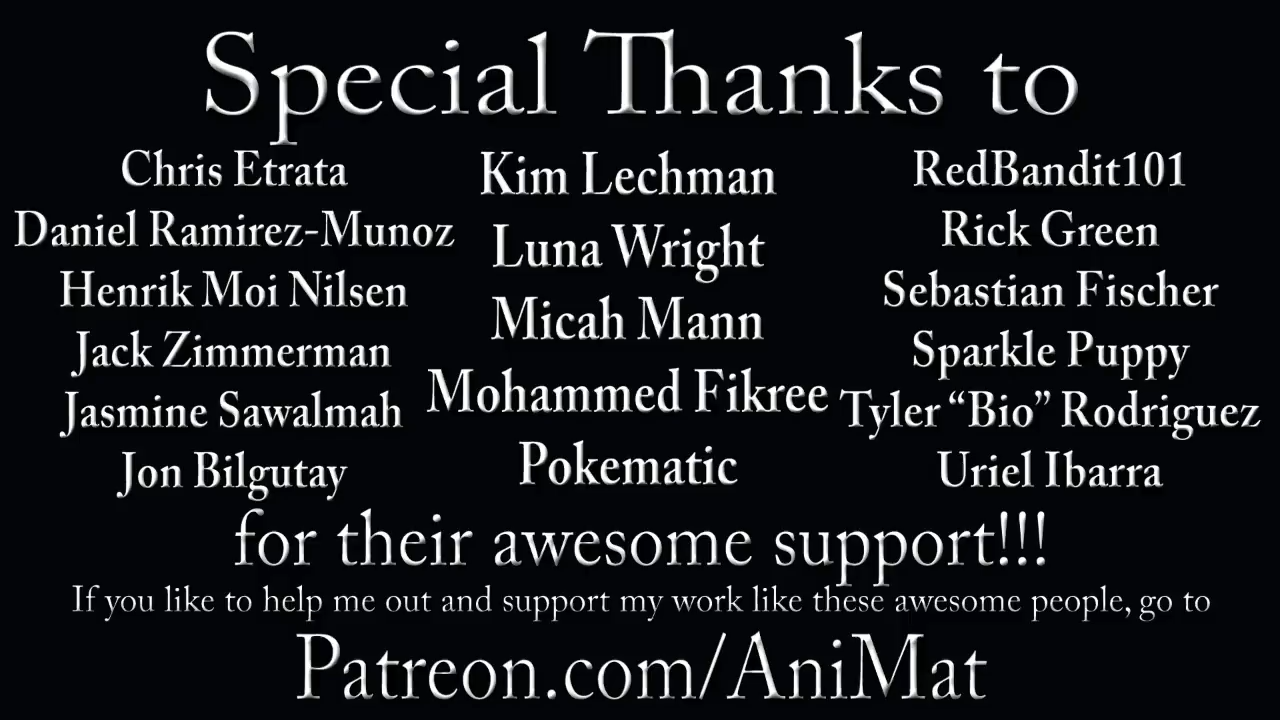 Special Thanks to
Chris Etrata
Daniel Ramirez-Munoz
Henrik Moi Nilsen
Jack Zimmerman
Jasmine Sawalmah
Jon Bilgutay
Kim Lechman
Luna Wright
Micah Mann
Mohammed Fikree
Pokematic
RedBandit101
Rick Green
Sebastian Fischer
Sparkle Puppy
Tyler “Bio” Rodriguez
Uriel Ibarra
for their awesome support!!!
If you like to help me out and support my work like these awesome people, go to
Patreon.com/AniMat